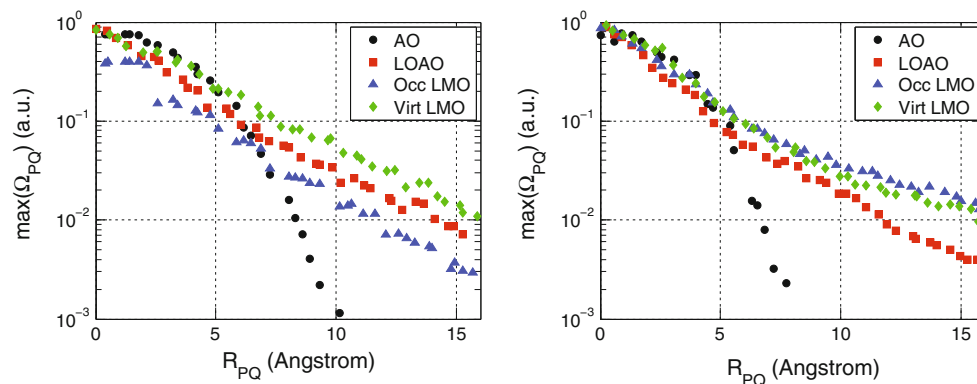 max(Ω_PQ) (a.u.)
10^0
10^-1
10^-2
10^-3
0
5
10
15
R_PQ (Angstrom)
AO
LOAO
Occ LMO
Virt LMO
max(Ω_PQ) (a.u.)
10^0
10^-1
10^-2
10^-3
0
5
10
15
R_PQ (Angstrom)
AO
LOAO
Occ LMO
Virt LMO